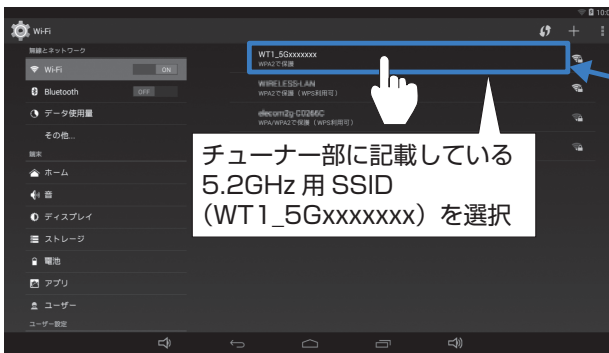 10:0
Wi-Fi
無線とネットワーク
Wi-Fi ON
Bluetooth OFF
データ使用量
その他...
端末
ホーム
音
ディスプレイ
ストレージ
電池
アプリ
ユーザー
ユーザー設定
WT1_5Gxxxxxxx
WPA2で保護
WIRELESS-LAN
WPA2で保護（WPS利用可）
elecom2g-C0266C
WPA/WPA2で保護（WPS利用可）
チューナー部に記載している
5.2GHz 用 SSID
（WT1_5Gxxxxxxx）を選択